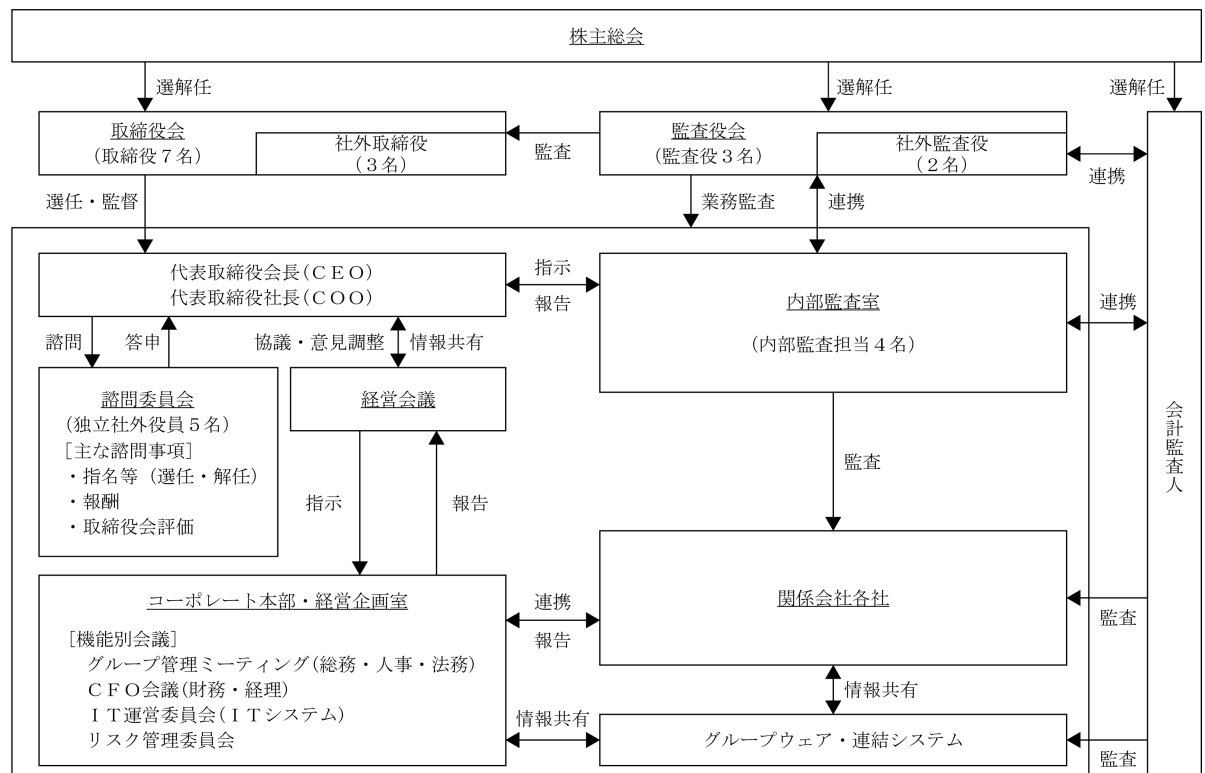 株主総会
選解任
選解任
選解任
取締役会
(取締役７名)
社外取締役
(３名)
監査
監査役会
(監査役３名)
社外監査役
(２名)
連携
選任・監督
業務監査
連携
代表取締役会長(ＣＥＯ)
代表取締役社長(ＣＯＯ)
指示
報告
内部監査室
(内部監査担当４名)
連携
諮問
答申
協議・意見調整
情報共有
諮問委員会
(独立社外役員５名)
［主な諮問事項］
・指名等（選任・解任）
・報酬
・取締役会評価
経営会議
会計監査人
監査
指示
報告
コーポレート本部・経営企画室
［機能別会議］
グループ管理ミーティング(総務・人事・法務)
ＣＦＯ会議(財務・経理)
ＩＴ運営委員会(ＩＴシステム)
リスク管理委員会
連携
報告
関係会社各社
監査
情報共有
情報共有
グループウェア・連結システム
監査